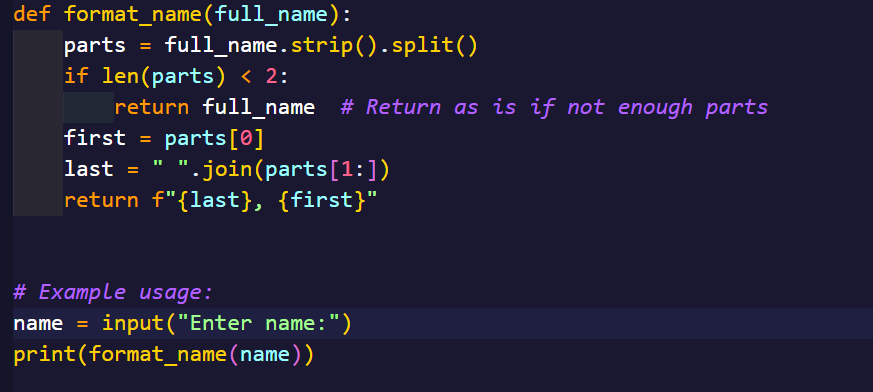 def format_name(full_name):
    parts = full_name.strip().split()
    if len(parts) < 2:
        return full_name  # Return as is if not enough parts
    first = parts[0]
    last = " ".join(parts[1:])
    return f"{last}, {first}"
# Example usage:
name = input("Enter name:")
print(format_name(name))